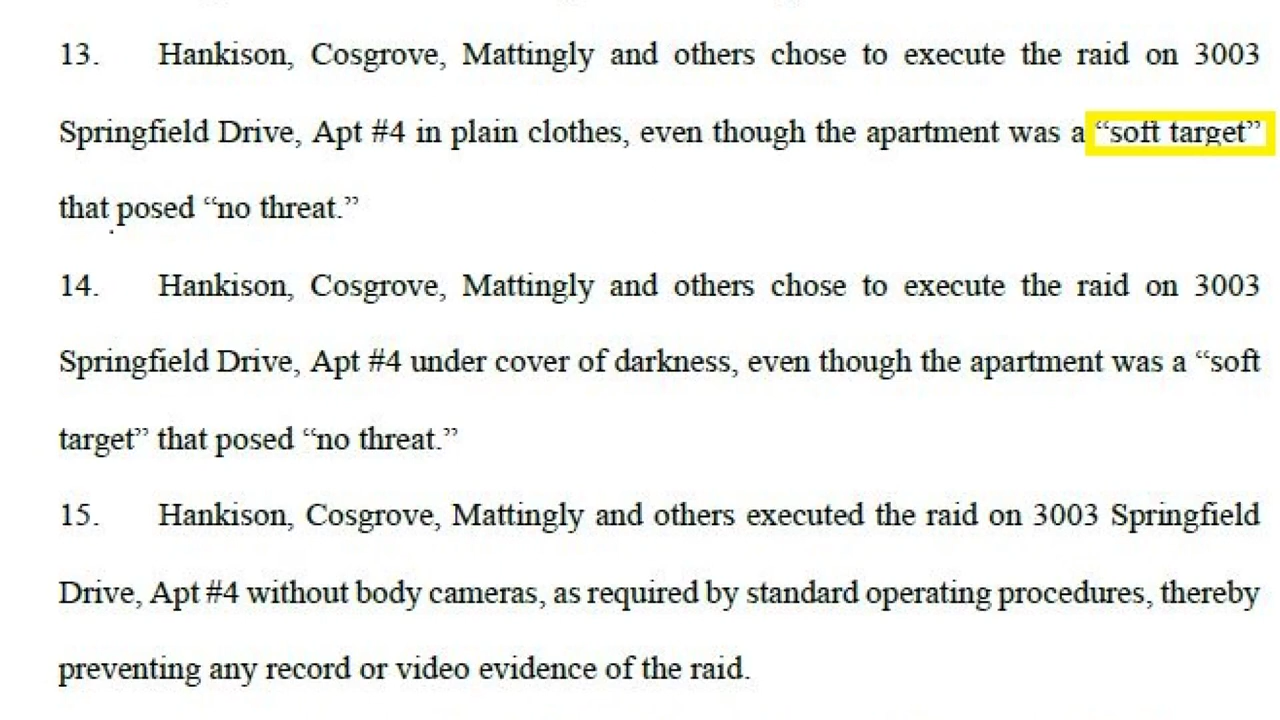 13. Hankison, Cosgrove, Mattingly and others chose to execute the raid on 3003
Springfield Drive, Apt #4 in plain clothes, even though the apartment was a “soft target”
that posed “no threat.”
14. Hankison, Cosgrove, Mattingly and others chose to execute the raid on 3003
Springfield Drive, Apt #4 under cover of darkness, even though the apartment was a “soft
target” that posed “no threat.”
15. Hankison, Cosgrove, Mattingly and others executed the raid on 3003 Springfield
Drive, Apt #4 without body cameras, as required by standard operating procedures, thereby
preventing any record or video evidence of the raid.